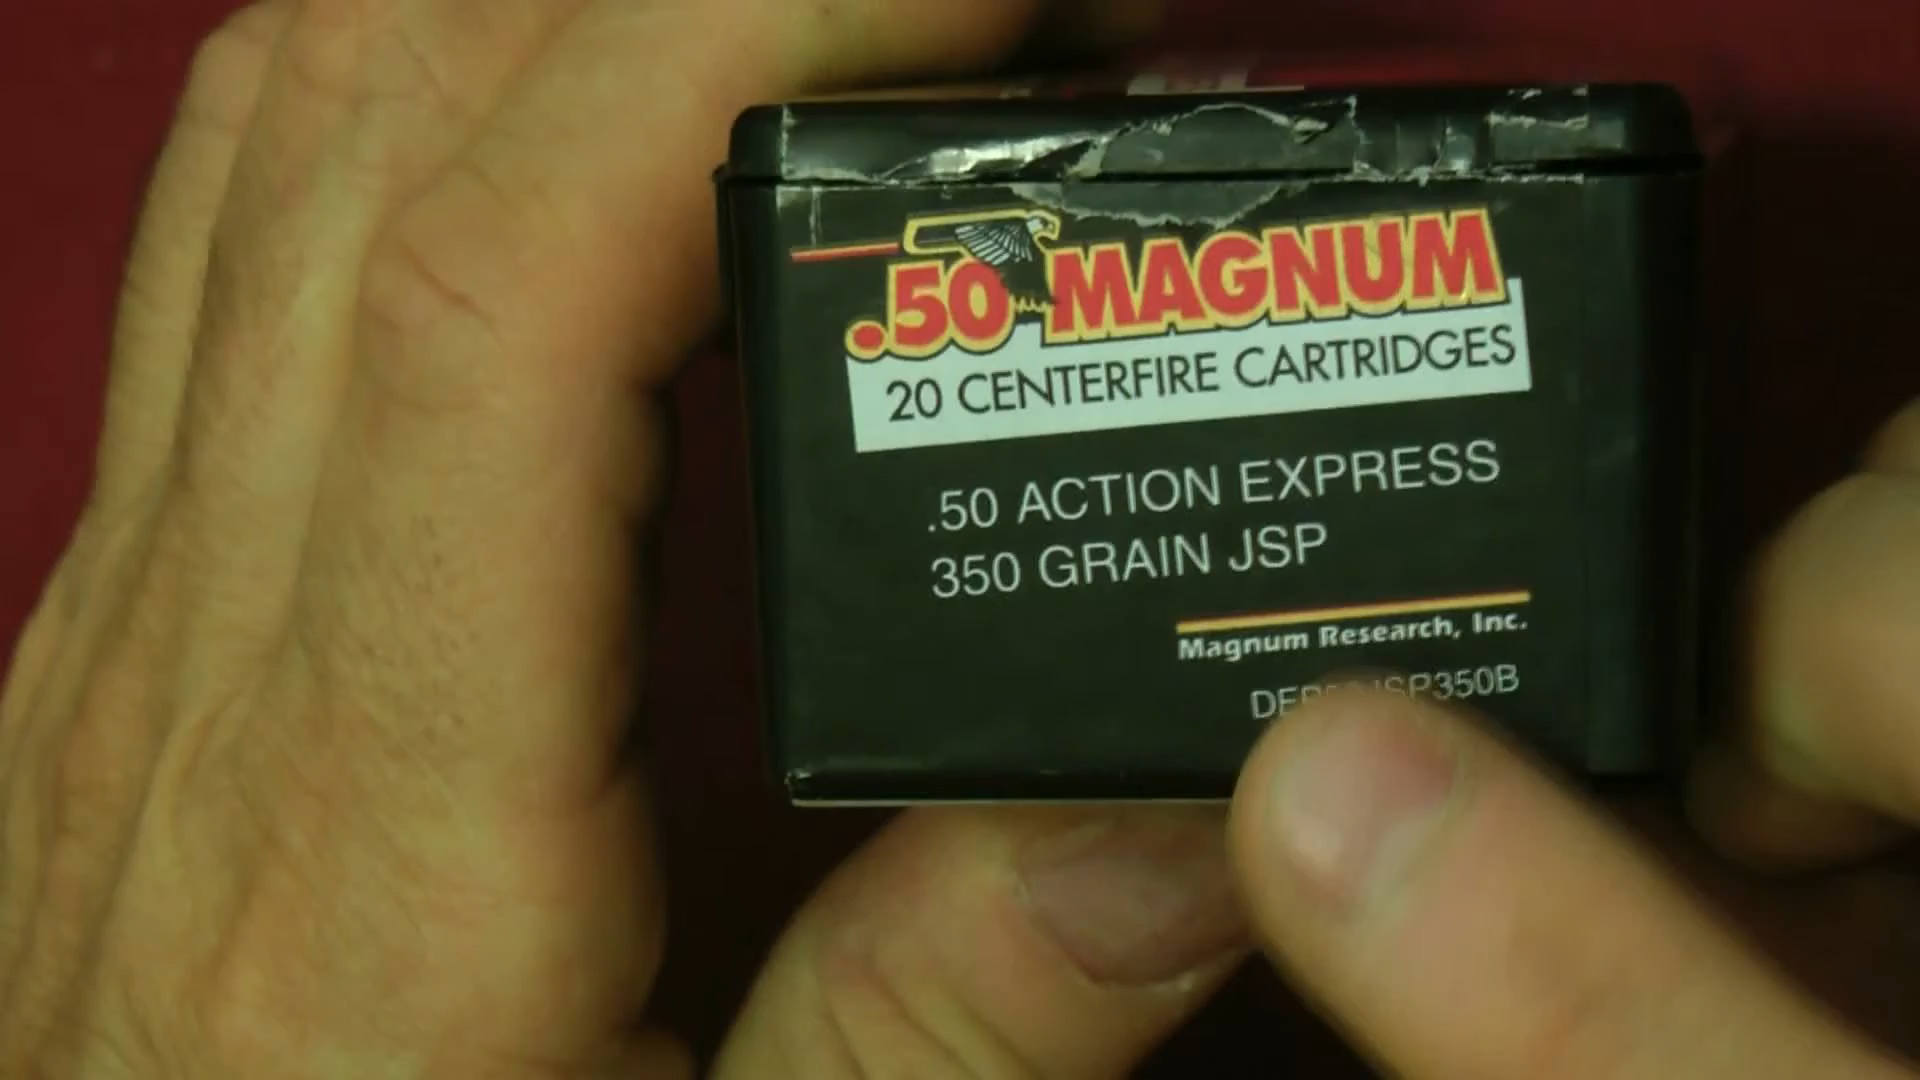 .50 MAGNUM
20 CENTERFIRE CARTRIDGES
.50 ACTION EXPRESS
350 GRAIN JSP
Magnum Research, Inc.